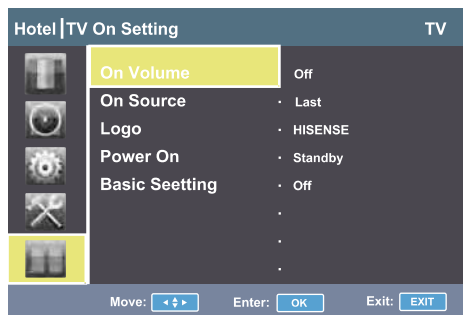 Hotel TV On Setting TV
On Volume Off
On Source · Last
Logo · HISENSE
Power On · Standby
Basic Seetting · Off
Move: Enter: OK Exit: EXIT